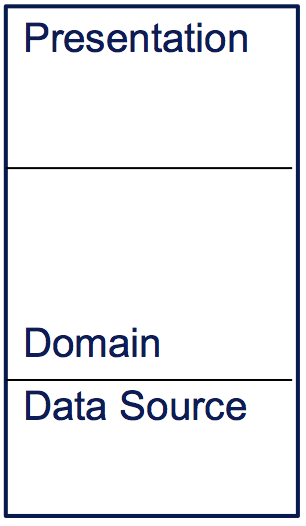 Presentation
Domain
Data Source